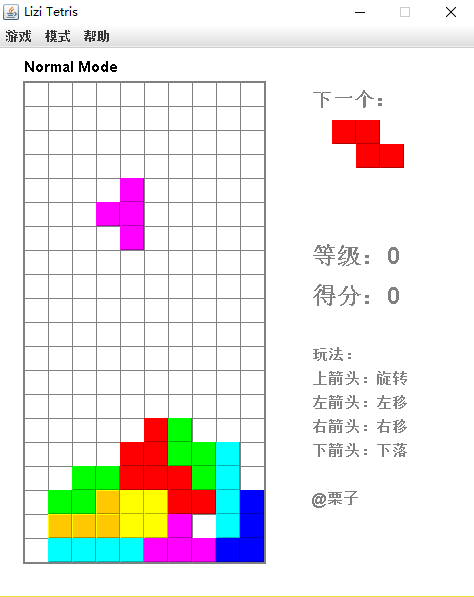 Lizi Tetris
游戏 模式 帮助
Normal Mode
下一个：
等级：0
得分：0
玩法：
上箭头：旋转
左箭头：左移
右箭头：右移
下箭头：下落
@栗子